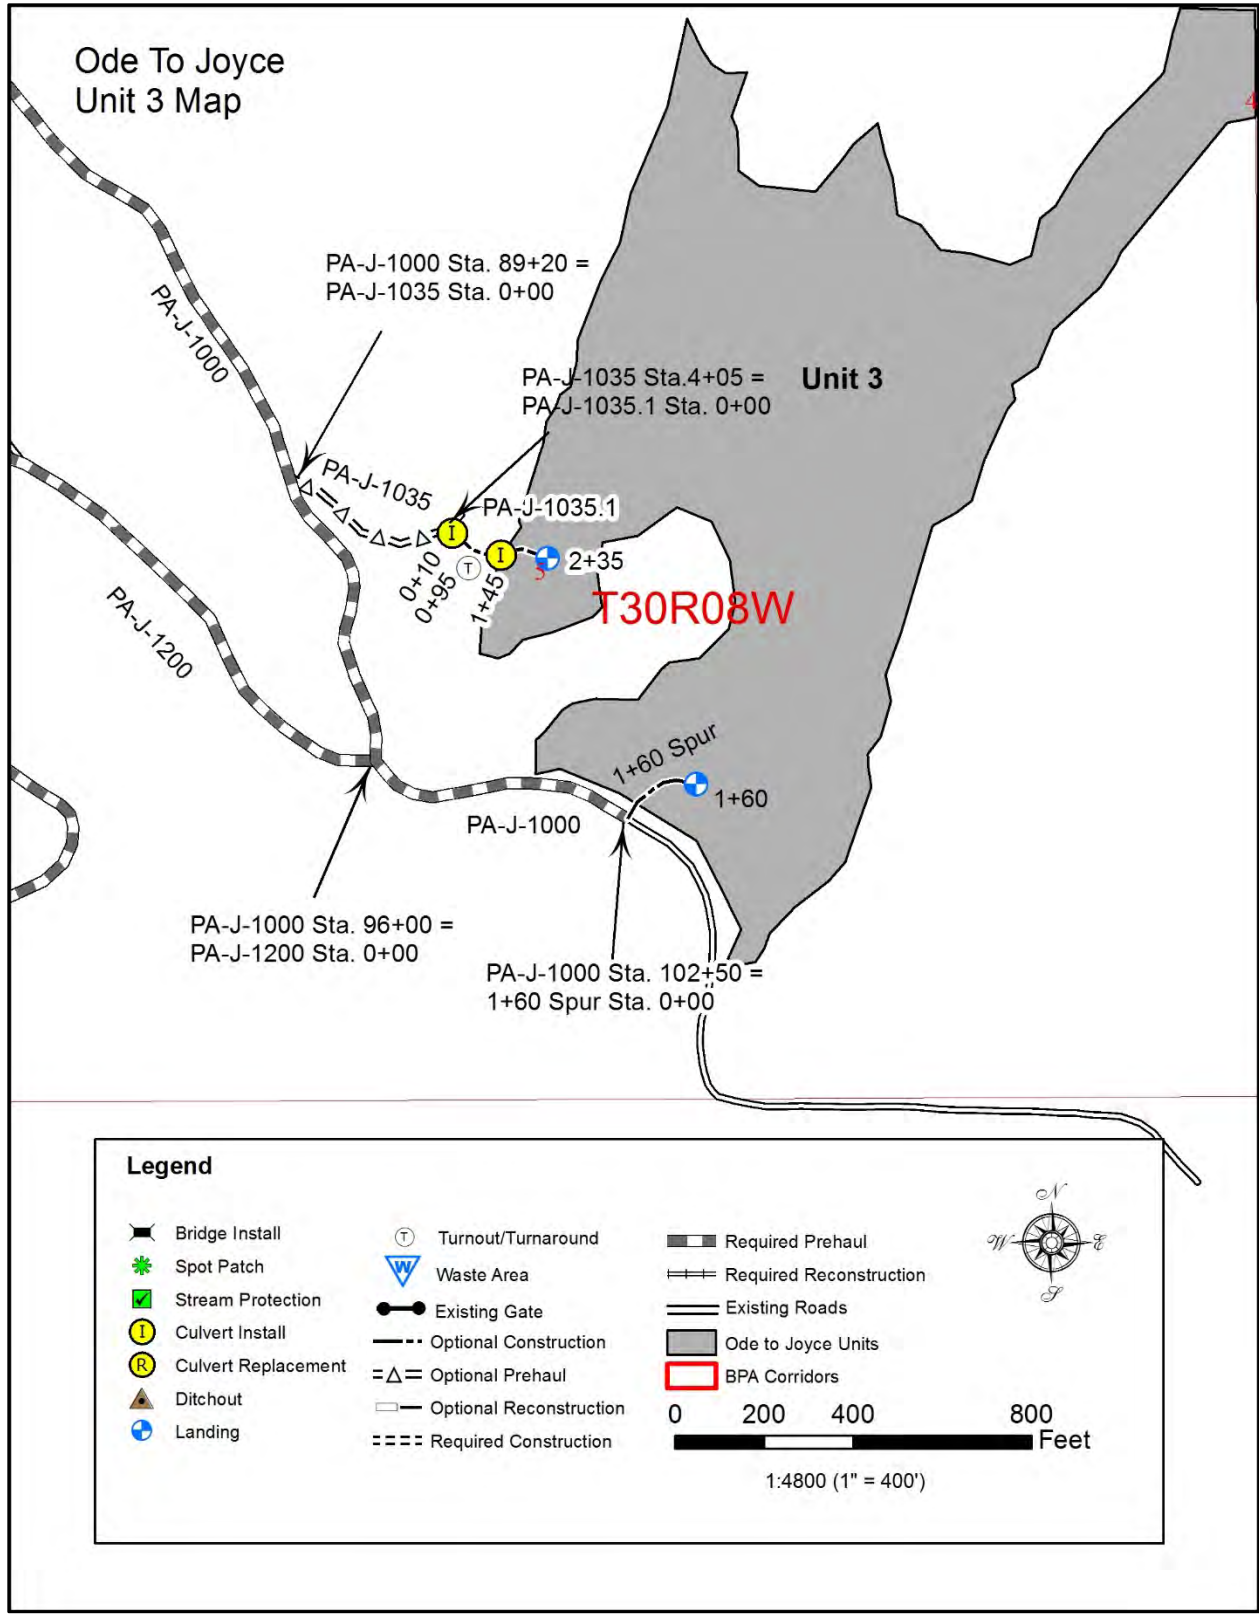 Ode To Joyce
Unit 3 Map
4
PA-J-1000 Sta. 89+20 =
PA-J-1035 Sta. 0+00
PA-J-1000
PA-J-1035 Sta.4+05 =
PA-J-1035.1 Sta. 0+00
Unit 3
PA-J-1035
PA-J-1035.1
I
I
T
0+10
0+95
1+45
5
2+35
T30R08W
PA-J-1200
1+60 Spur
1+60
PA-J-1000
PA-J-1000 Sta. 96+00 =
PA-J-1200 Sta. 0+00
PA-J-1000 Sta. 102+50 =
1+60 Spur Sta. 0+00
Legend
Bridge Install
Spot Patch
Stream Protection
I Culvert Install
R Culvert Replacement
Ditchout
Landing
T Turnout/Turnaround
W Waste Area
Existing Gate
Optional Construction
Optional Prehaul
Optional Reconstruction
Required Construction
Required Prehaul
Required Reconstruction
Existing Roads
Ode to Joyce Units
BPA Corridors
N
W E
S
0 200 400 800
Feet
1:4800 (1" = 400')